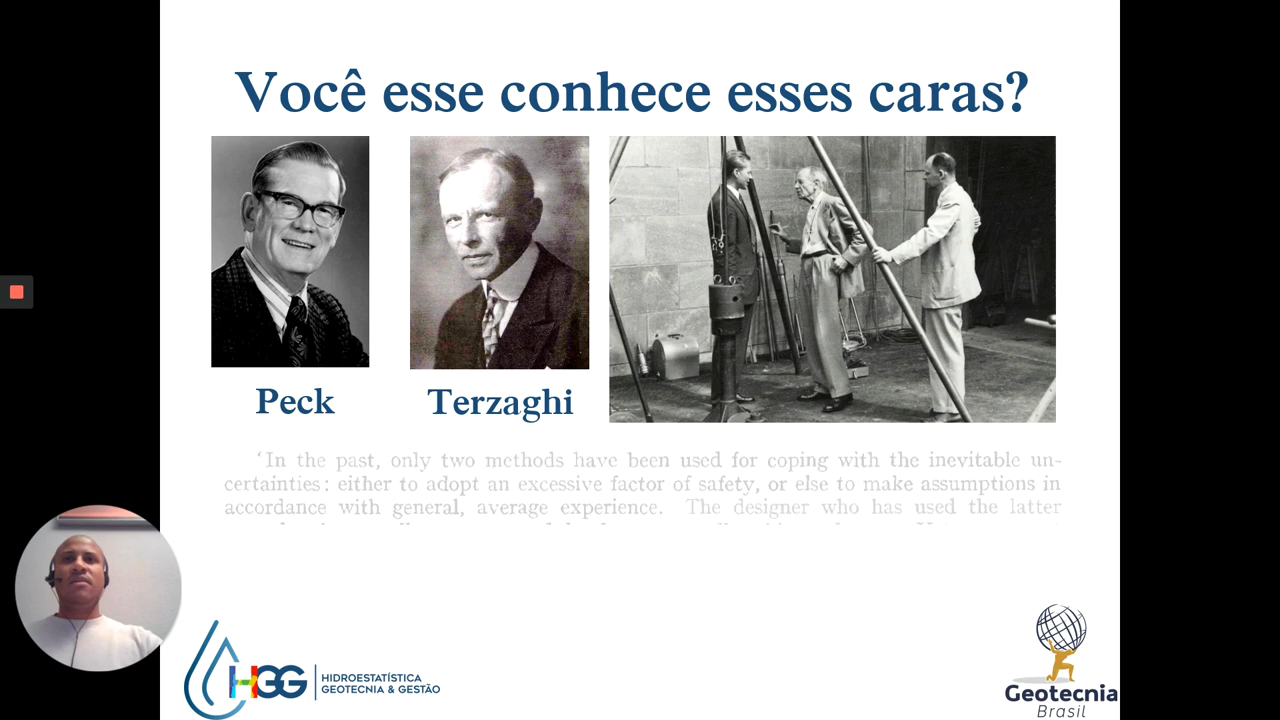 Você esse conhece esses caras?
Peck
Terzaghi
‘In the past, only two methods have been used for coping with the inevitable un-
certainties: either to adopt an excessive factor of safety, or else to make assumptions in
accordance with general, average experience. The designer who has used the latter
HGG
HIDROESTATÍSTICA
GEOTECNIA & GESTÃO
Geotecnia
Brasil